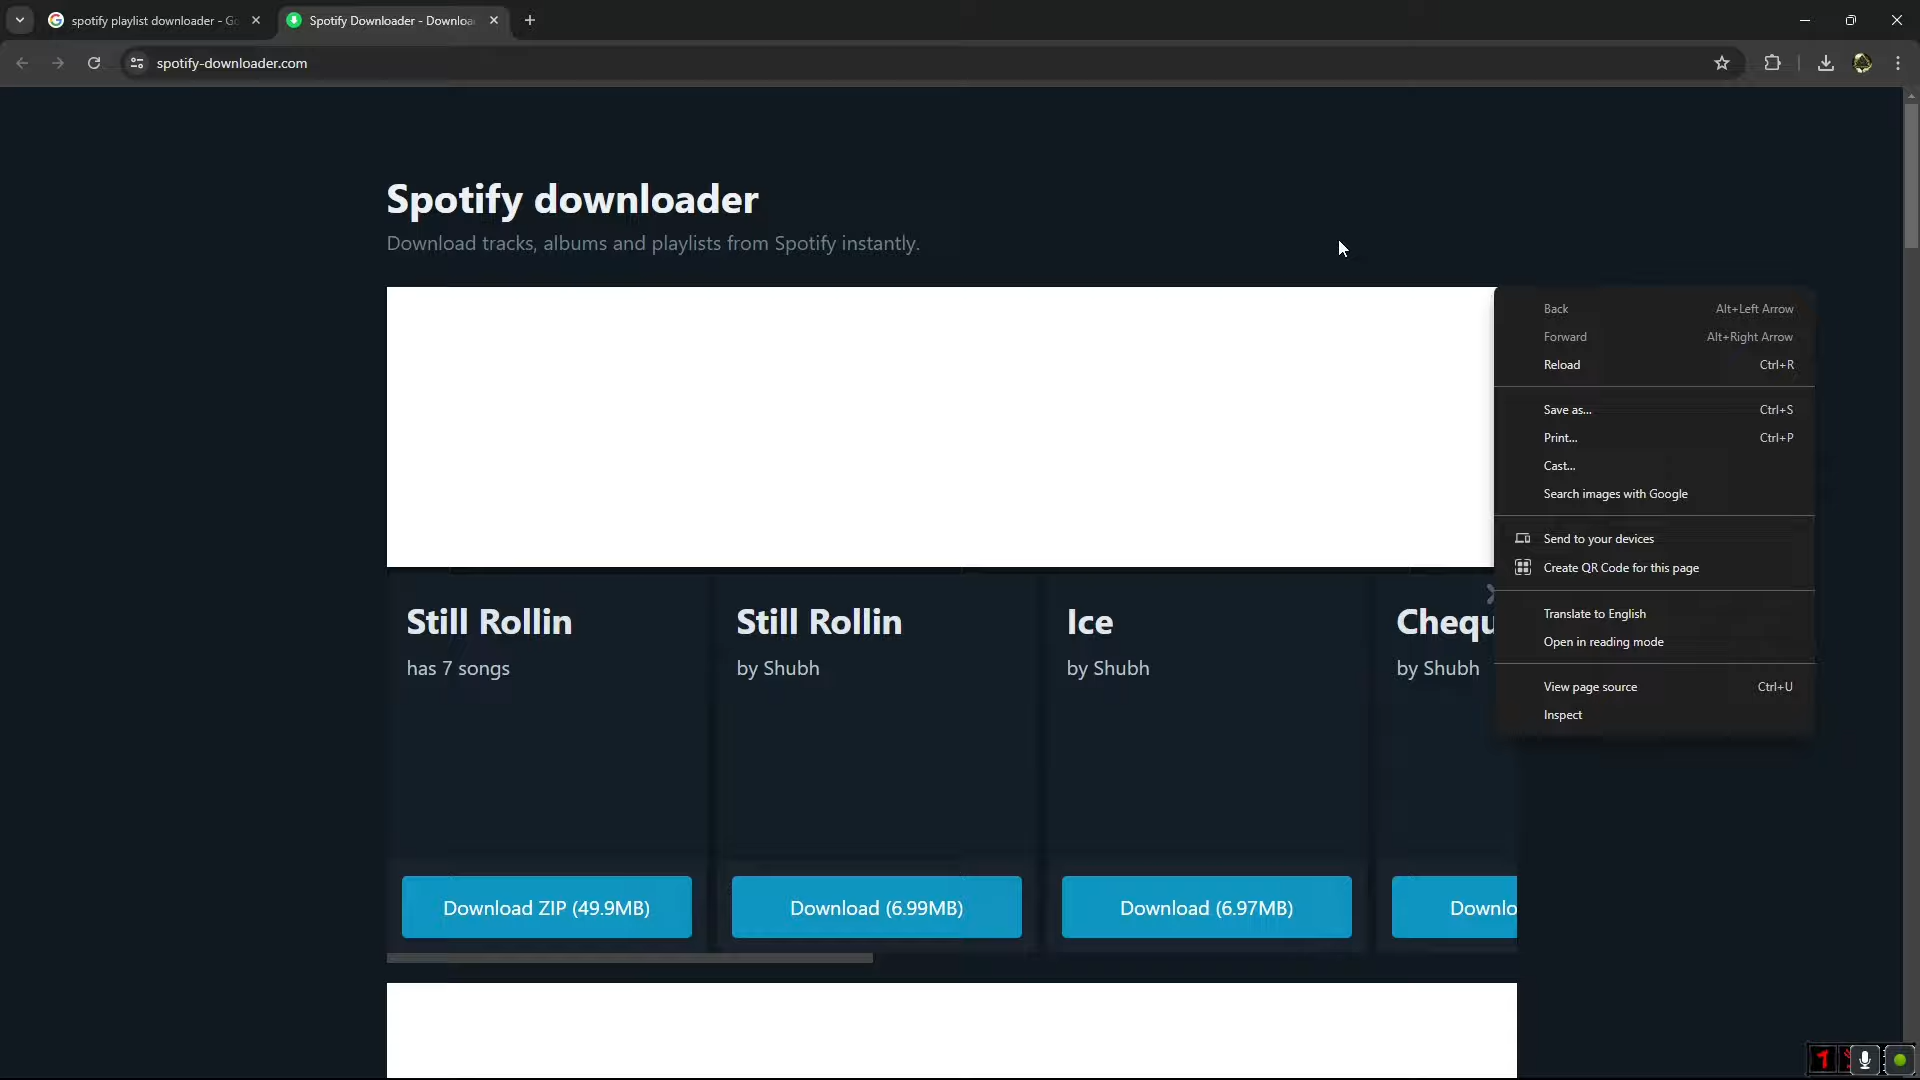 spotify playlist downloader - Go
Spotify Downloader - Downloa
spotify-downloader.com
Spotify downloader
Download tracks, albums and playlists from Spotify instantly.
Back Alt+Left Arrow
Forward Alt+Right Arrow
Reload Ctrl+R
Save as... Ctrl+S
Print... Ctrl+P
Cast...
Search images with Google
Send to your devices
Create QR Code for this page
Translate to English
Open in reading mode
View page source Ctrl+U
Inspect
Still Rollin
has 7 songs
Download ZIP (49.9MB)
Still Rollin
by Shubh
Download (6.99MB)
Ice
by Shubh
Download (6.97MB)
Chequ
by Shubh
Downlo
1